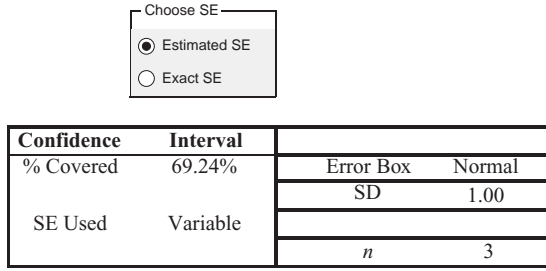 Choose SE
Estimated SE
Exact SE
Confidence Interval
% Covered 69.24% Error Box Normal
SD 1.00
SE Used Variable
n 3